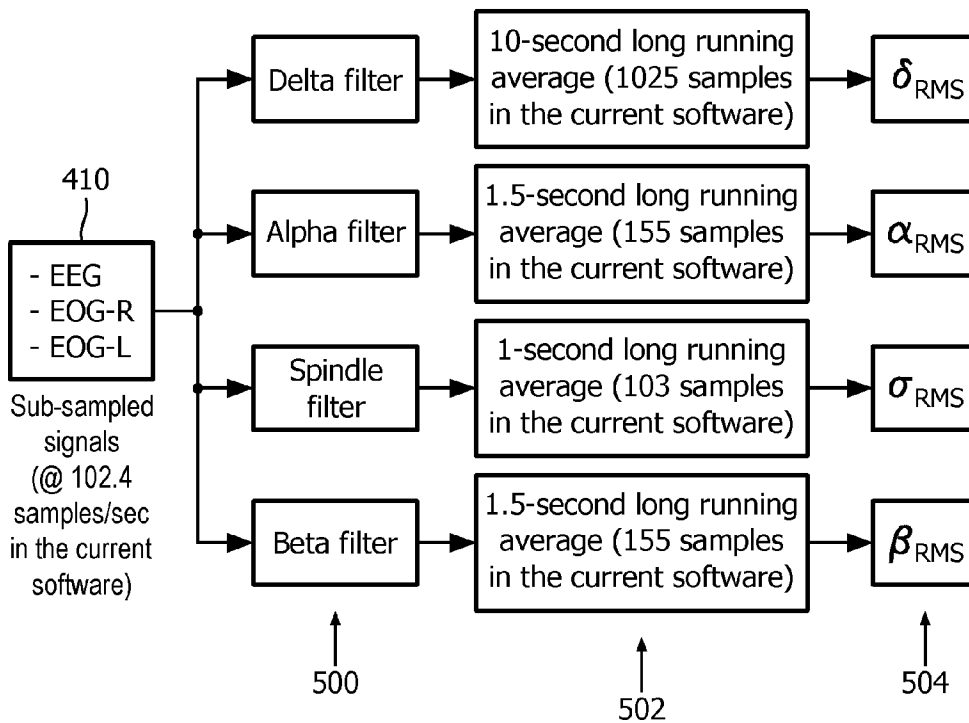 410
- EEG
- EOG-R
- EOG-L
Sub-sampled
signals
(@ 102.4
samples/sec
in the current
software)
Delta filter
10-second long running
average (1025 samples
in the current software)
δRMS
Alpha filter
1.5-second long running
average (155 samples
in the current software)
αRMS
Spindle
filter
1-second long running
average (103 samples
in the current software)
σRMS
Beta filter
1.5-second long running
average (155 samples
in the current software)
βRMS
500
502
504